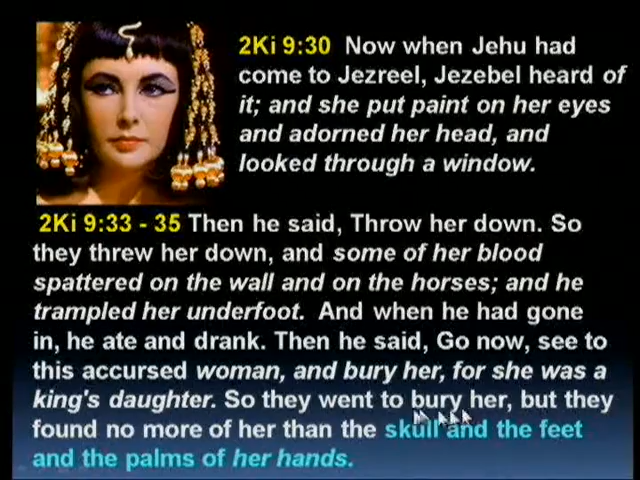 2Ki 9:30 Now when Jehu had
come to Jezreel, Jezebel heard of
it; and she put paint on her eyes
and adorned her head, and
looked through a window.
2Ki 9:33 - 35 Then he said, Throw her down. So
they threw her down, and some of her blood
spattered on the wall and on the horses; and he
trampled her underfoot. And when he had gone
in, he ate and drank. Then he said, Go now, see to
this accursed woman, and bury her, for she was a
king's daughter. So they went to bury her, but they
found no more of her than the skull and the feet
and the palms of her hands.